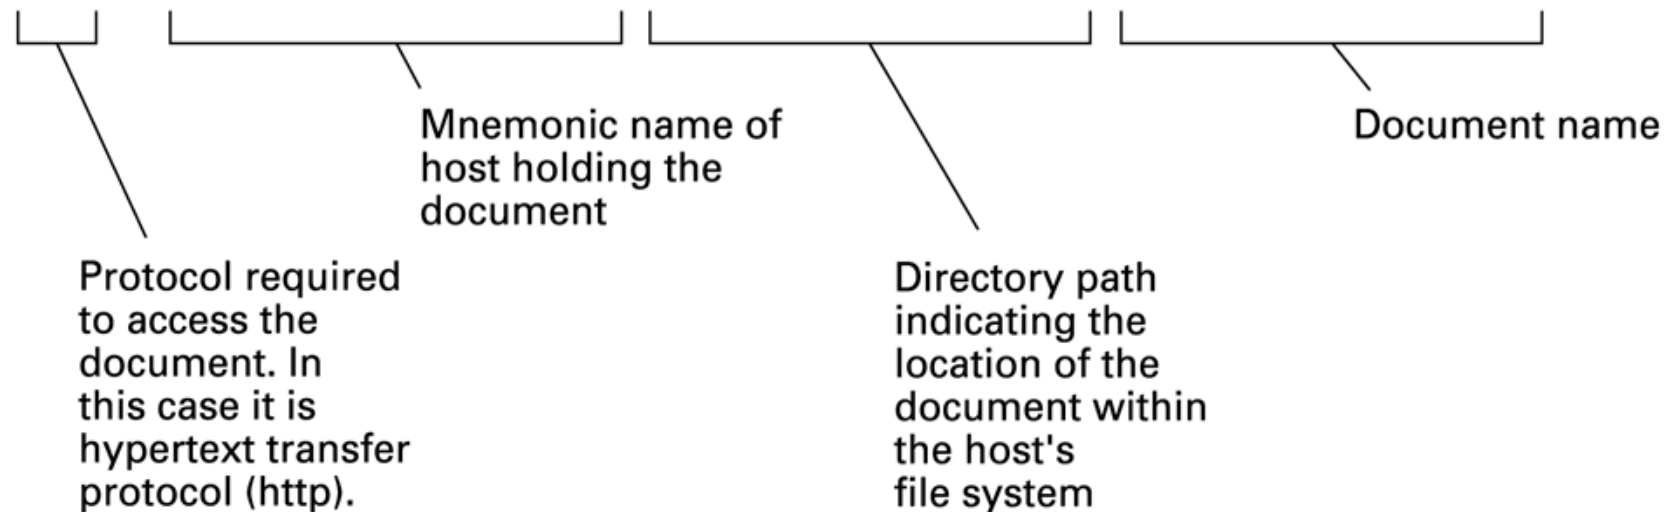 Mnemonic name of
host holding the
document
Document name
Protocol required
to access the
document. In
this case it is
hypertext transfer
protocol (http).
Directory path
indicating the
location of the
document within
the host's
file system